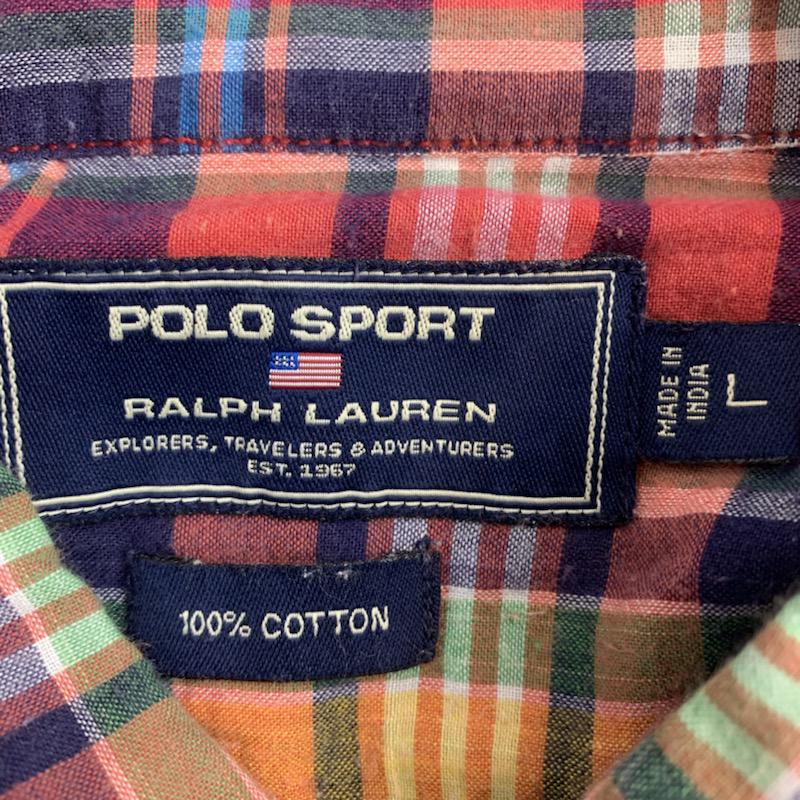 POLO SPORT
RALPH LAUREN
EXPLORERS, TRAVELERS & ADVENTURERS
EST. 1967
MADE IN
INDIA
L
100% COTTON